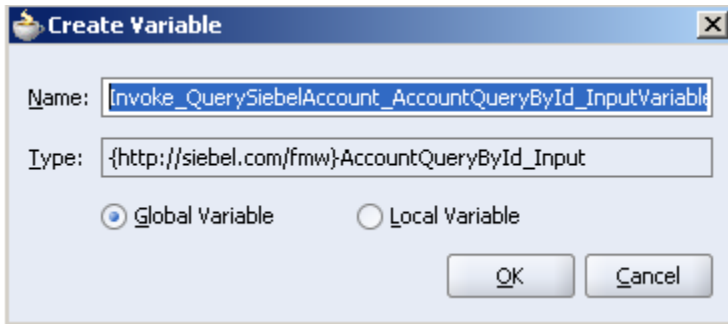 Create Variable
Name: Invoke_QuerySiebelAccount_AccountQueryById_InputVariable
Type: {http://siebel.com/fmw}AccountQueryById_Input
Global Variable Local Variable
OK Cancel